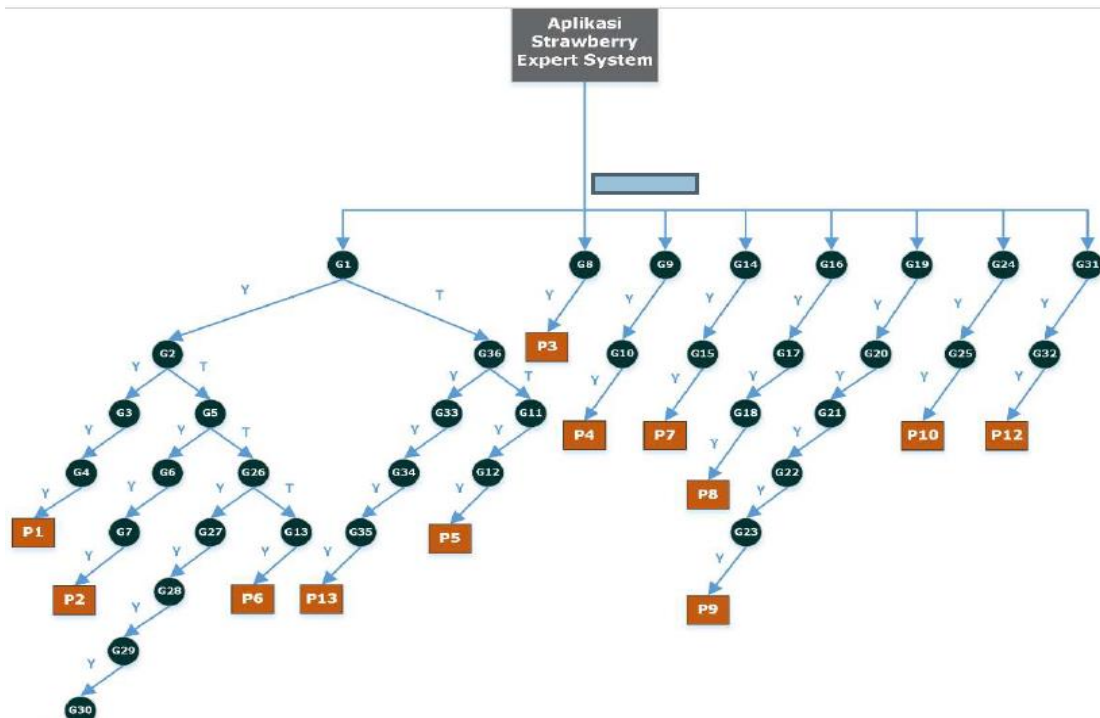 Aplikasi
Strawberry
Expert System
G1 G8 G9 G14 G16 G19 G24 G31
Y T Y Y Y Y Y Y Y
G2 G36 P3 G10 G15 G17 G20 G25 G32
Y T Y T Y Y Y Y Y Y
G3 G5 G33 G11 P4 P7 G18 G21 P10 P12
Y Y T Y Y Y Y
G4 G6 G26 G34 G12 P8 G22
Y Y Y T Y Y Y
P1 G7 G27 G13 G35 P5 G23
Y Y Y Y Y
P2 G28 P6 P13 P9
Y
G29
Y
G30